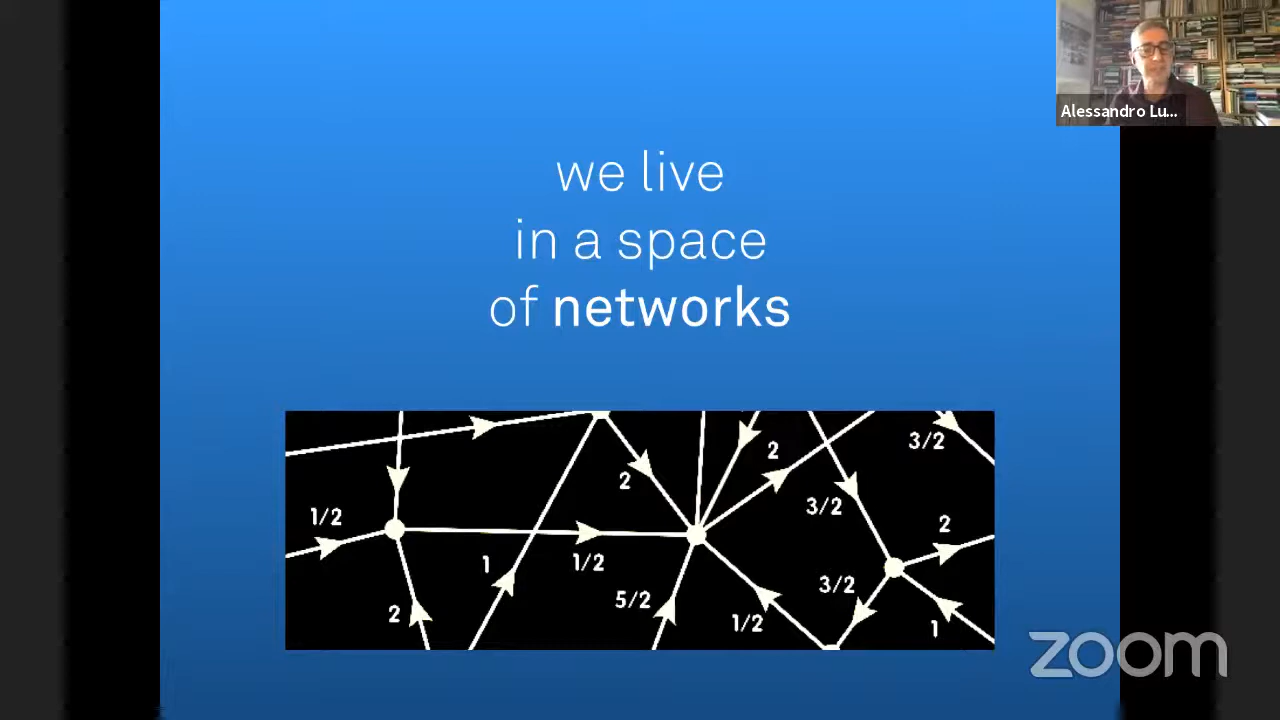 Alessandro Lu...
we live
in a space
of networks
3/2
2
2
3/2
1/2
2
1
1/2
3/2
5/2
2
1/2
1
zoom